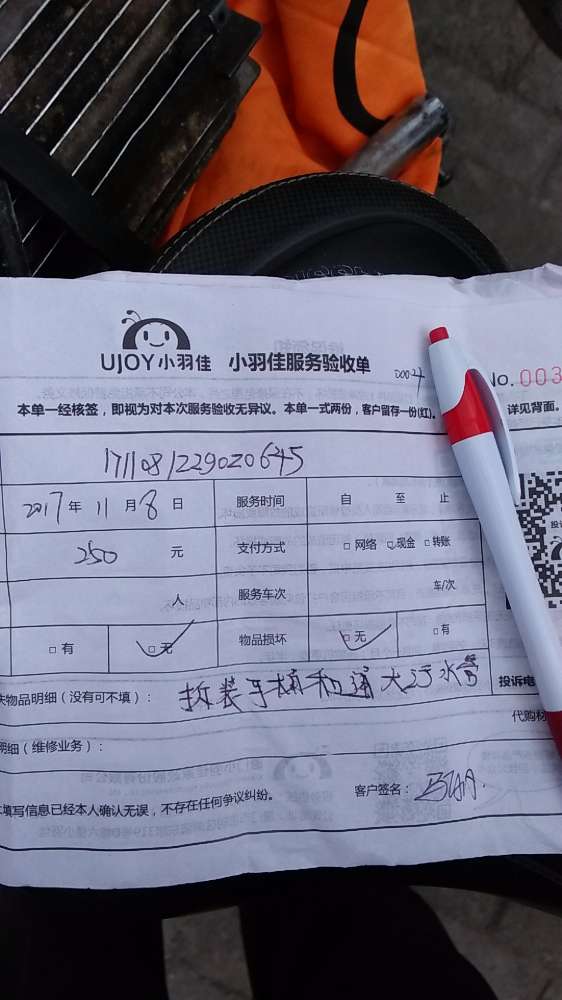 UJOY小羽佳 小羽佳服务验收单 No. 003
本单一经核签，即视为对本次服务验收无异议。本单一式两份，客户留存一份(红)。 详见背面。
1711081229020645
2017年 11月8日 服务时间 自 至 止
250 元 支付方式 □网络 □现金 □转账
人 服务车次 车/次
□有 □无 物品损坏 □无 □有
物品明细（没有可不填）： 拆装手桶和通大污水管 投诉电
代购材
明细（维修业务）：
填写信息已经本人确认无误，不存在任何争议纠纷。 客户签名：